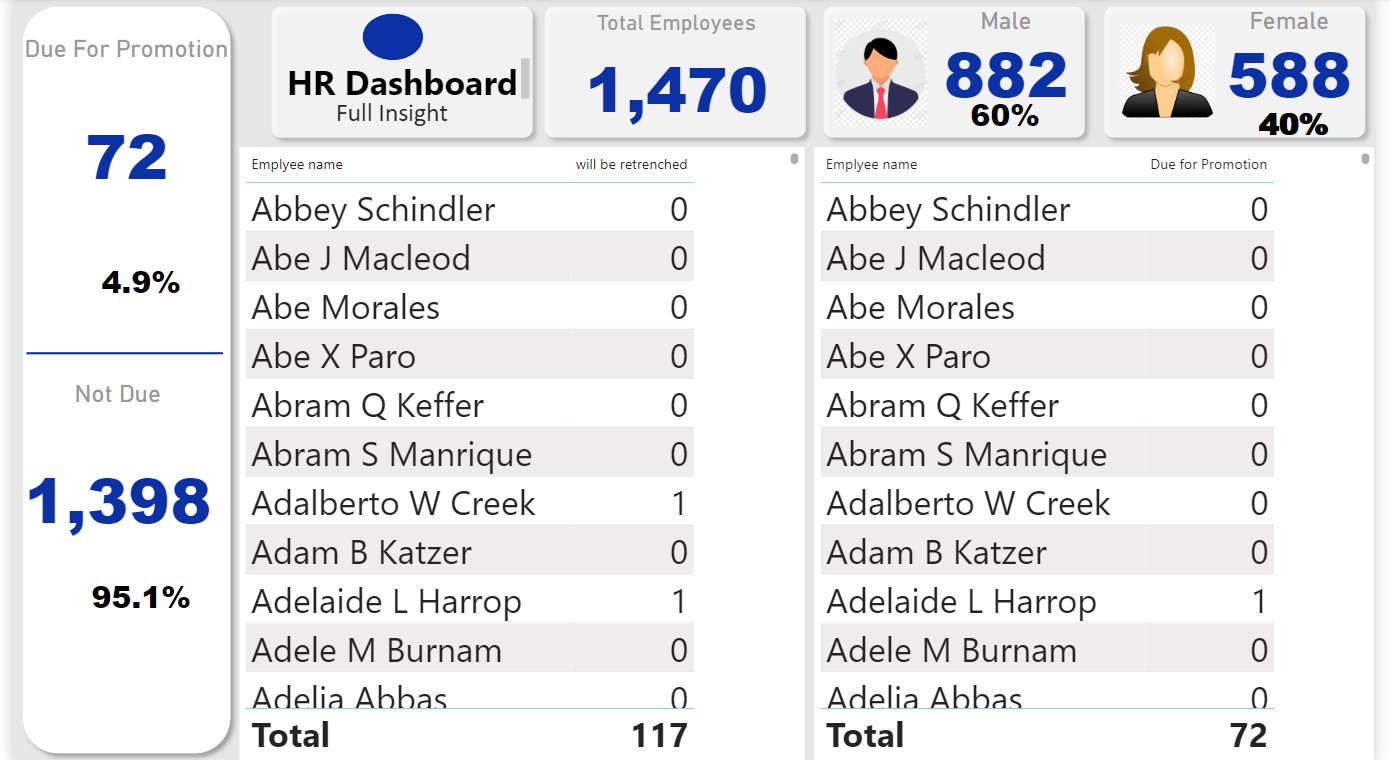 Due For Promotion
72
4.9%
Not Due
1,398
95.1%
HR Dashboard
Full Insight
Total Employees
1,470
Male
882
60%
Female
588
40%
Emplyee name will be retrenched
Abbey Schindler 0
Abe J Macleod 0
Abe Morales 0
Abe X Paro 0
Abram Q Keffer 0
Abram S Manrique 0
Adalberto W Creek 1
Adam B Katzer 0
Adelaide L Harrop 1
Adele M Burnam 0
Adelia Abbas 0
Total 117
Emplyee name Due for Promotion
Abbey Schindler 0
Abe J Macleod 0
Abe Morales 0
Abe X Paro 0
Abram Q Keffer 0
Abram S Manrique 0
Adalberto W Creek 0
Adam B Katzer 0
Adelaide L Harrop 1
Adele M Burnam 0
Adelia Abbas 0
Total 72